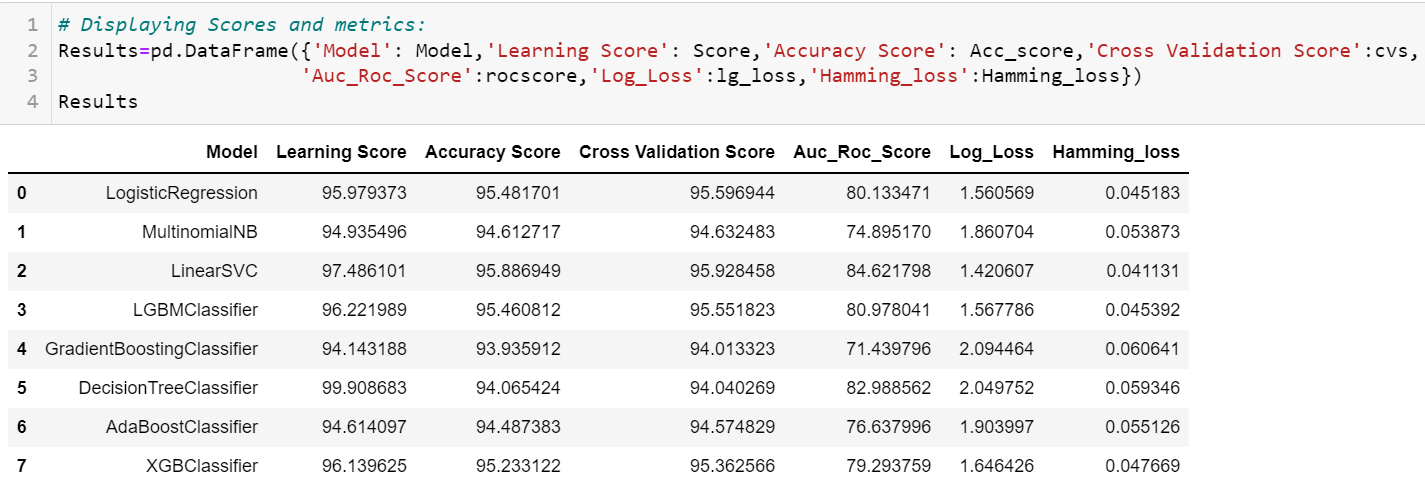 1 # Displaying Scores and metrics:
2 Results=pd.DataFrame({'Model': Model,'Learning Score': Score,'Accuracy Score': Acc_score,'Cross Validation Score':cvs,
3 'Auc_Roc_Score':rocscore,'Log_Loss':lg_loss,'Hamming_loss':Hamming_loss})
4 Results
Model Learning Score Accuracy Score Cross Validation Score Auc_Roc_Score Log_Loss Hamming_loss
0 LogisticRegression 95.979373 95.481701 95.596944 80.133471 1.560569 0.045183
1 MultinomialNB 94.935496 94.612717 94.632483 74.895170 1.860704 0.053873
2 LinearSVC 97.486101 95.886949 95.928458 84.621798 1.420607 0.041131
3 LGBMClassifier 96.221989 95.460812 95.551823 80.978041 1.567786 0.045392
4 GradientBoostingClassifier 94.143188 93.935912 94.013323 71.439796 2.094464 0.060641
5 DecisionTreeClassifier 99.908683 94.065424 94.040269 82.988562 2.049752 0.059346
6 AdaBoostClassifier 94.614097 94.487383 94.574829 76.637996 1.903997 0.055126
7 XGBClassifier 96.139625 95.233122 95.362566 79.293759 1.646426 0.047669